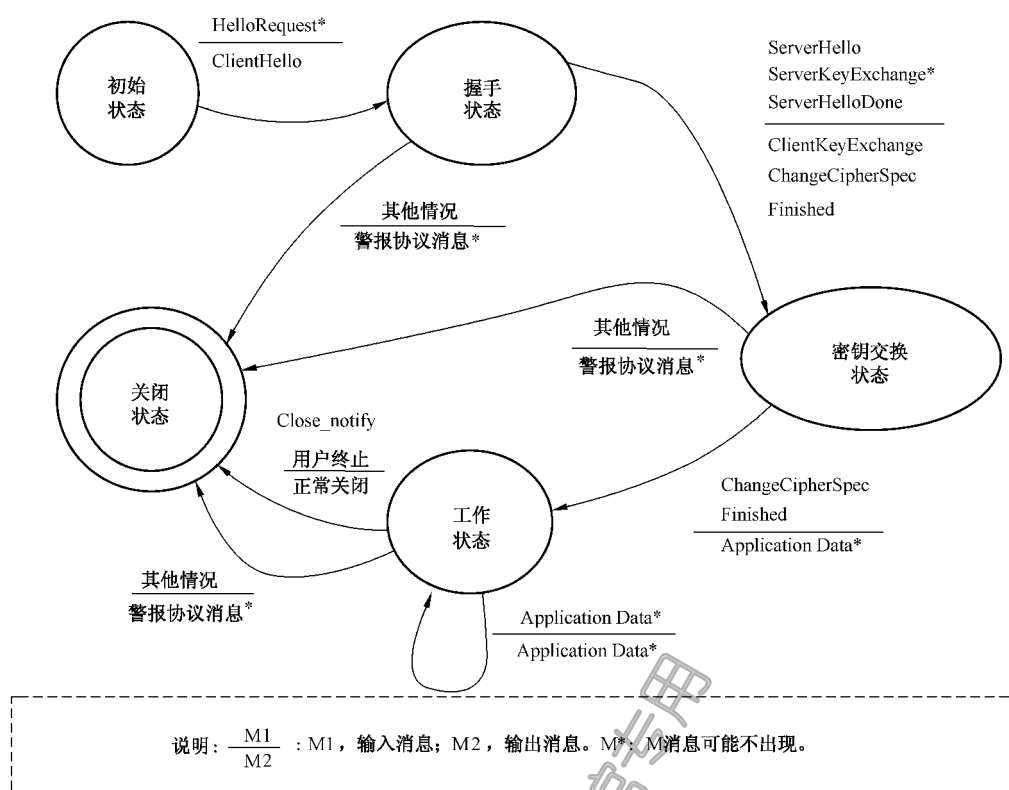 HelloRequest*
ClientHello
初始
状态
握手
状态
ServerHello
ServerKeyExchange*
ServerHelloDone
ClientKeyExchange
ChangeCipherSpec
Finished
其他情况
警报协议消息*
其他情况
警报协议消息*
密钥交换
状态
关闭
状态
Close_notify
用户终止
正常关闭
工作
状态
ChangeCipherSpec
Finished
Application Data*
其他情况
警报协议消息*
Application Data*
Application Data*
说明: M1
M2 : M1, 输入消息; M2, 输出消息。M*: M消息可能不出现。
专用